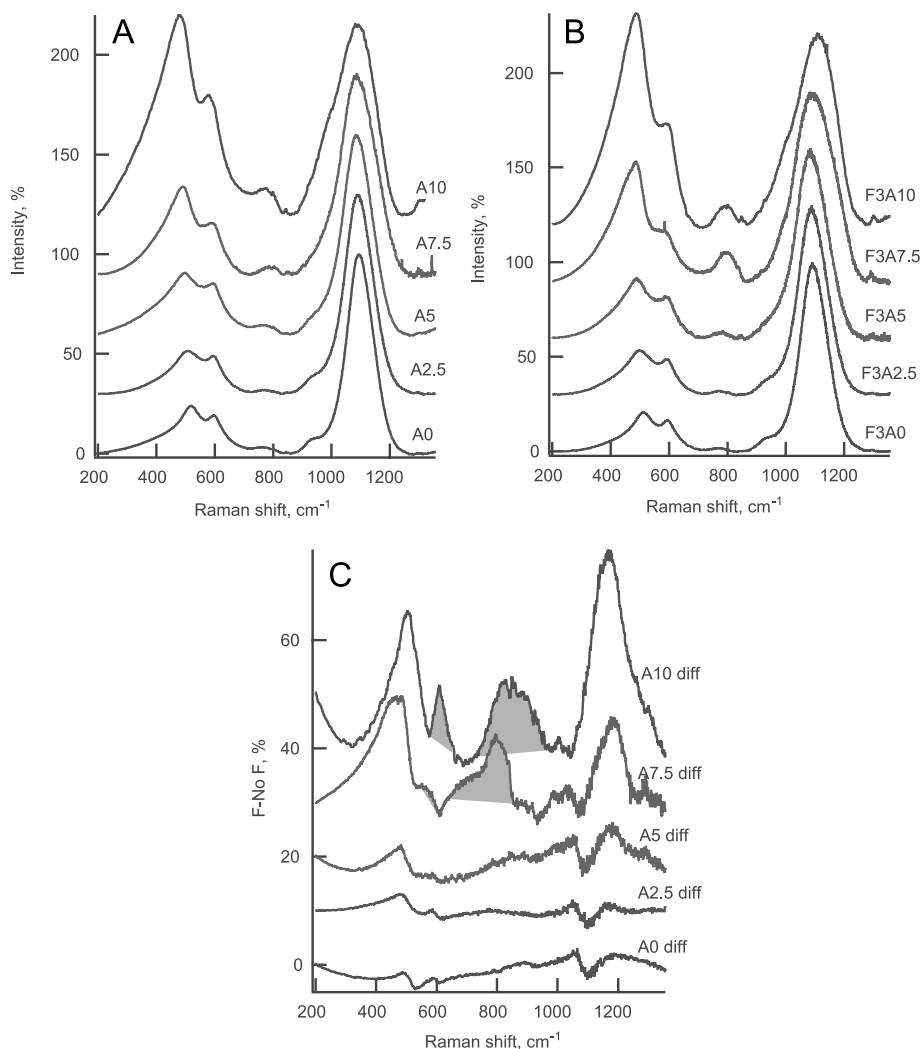 A
200
150
100
50
0
Intensity, %
A10
A7.5
A5
A2.5
A0
200 400 600 800 1000 1200
Raman shift, cm⁻¹
B
200
150
100
50
0
Intensity, %
F3A10
F3A7.5
F3A5
F3A2.5
F3A0
200 400 600 800 1000 1200
Raman shift, cm⁻¹
C
60
40
20
0
F-No F, %
A10 diff
A7.5 diff
A5 diff
A2.5 diff
A0 diff
200 400 600 800 1000 1200
Raman shift, cm⁻¹